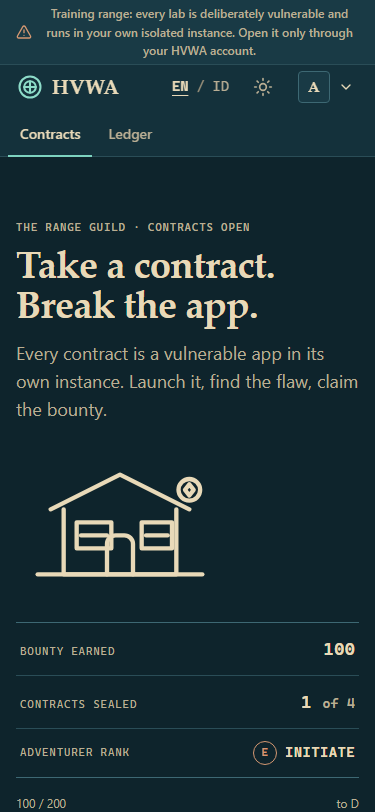 Training range: every lab is deliberately vulnerable and
runs in your own isolated instance. Open it only through
your HVWA account.
HVWA EN / ID A
Contracts Ledger
THE RANGE GUILD · CONTRACTS OPEN
Take a contract.
Break the app.
Every contract is a vulnerable app in its
own instance. Launch it, find the flaw, claim
the bounty.
BOUNTY EARNED 100
CONTRACTS SEALED 1 of 4
ADVENTURER RANK E INITIATE
100 / 200 to D